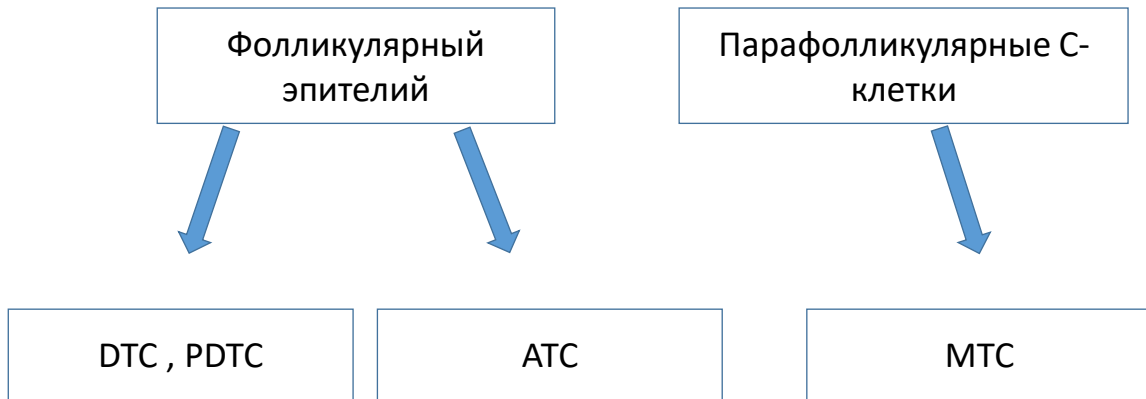 Фолликулярный
эпителий
Парафолликулярные С-
клетки
DTC , PDTC
ATC
MTC